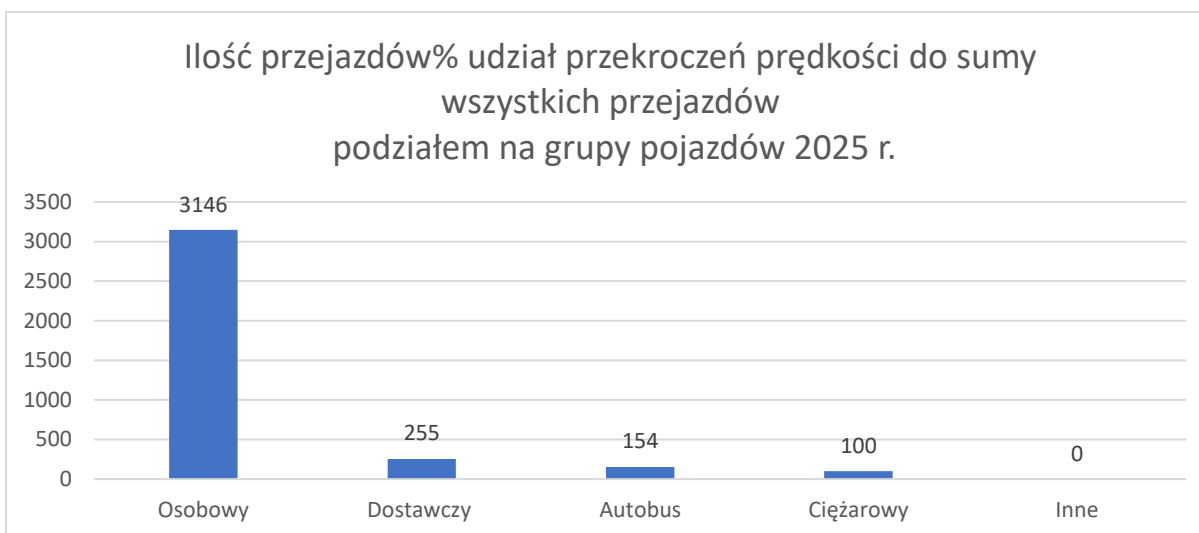 Ilość przejazdów% udział przekroczeń prędkości do sumy
wszystkich przejazdów
podziałem na grupy pojazdów 2025 r.
3500
3000
2500
2000
1500
1000
500
0
3146
255
154
100
0
Osobowy
Dostawczy
Autobus
Ciężarowy
Inne